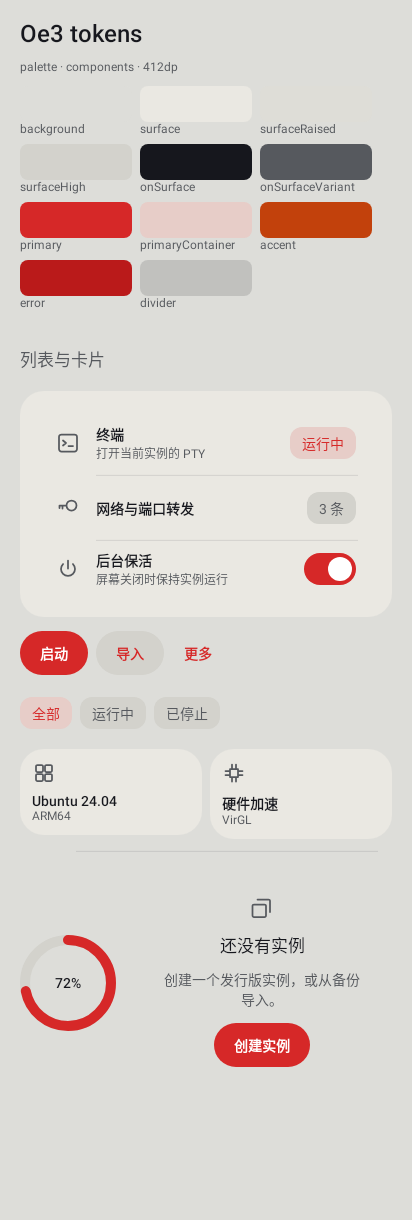 Oe3 tokens
palette · components · 412dp
background surface surfaceRaised
surfaceHigh onSurface onSurfaceVariant
primary primaryContainer accent
error divider
列表与卡片
终端
打开当前实例的 PTY
运行中
网络与端口转发
3 条
后台保活
屏幕关闭时保持实例运行
启动 导入 更多
全部 运行中 已停止
Ubuntu 24.04
ARM64
硬件加速
VirGL
72%
还没有实例
创建一个发行版实例，或从备份
导入。
创建实例